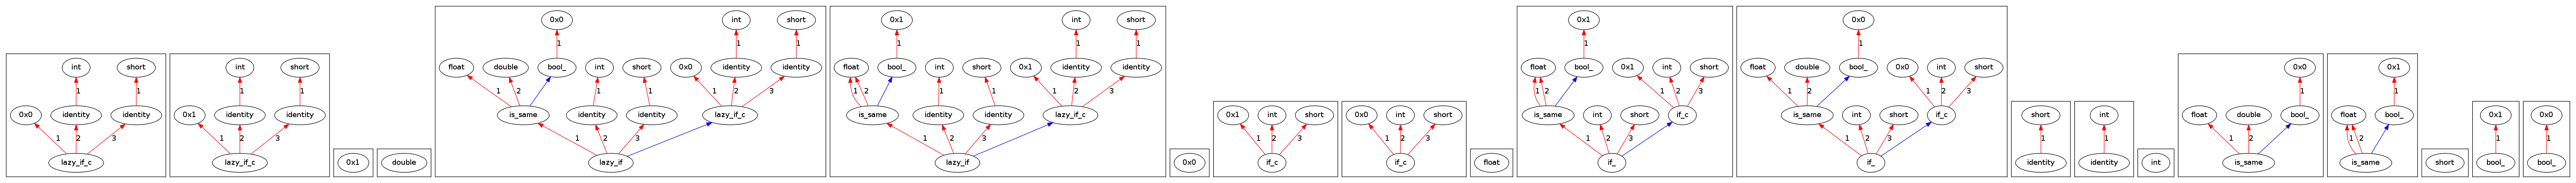 int short
1 1
0x0 identity identity
1 2 3
lazy_if_c
int short
1 1
0x1 identity identity
1 2 3
lazy_if_c
0x1
double
0x0 int short
1 1 1
float double bool_ int short 0x0 identity identity
1 2 1 1 1 2 3
is_same identity identity lazy_if_c
1 2 3
lazy_if
0x1 int short
1 1 1
float bool_ int short 0x1 identity identity
1 2 1 1 1 2 3
is_same identity identity lazy_if_c
1 2 3
lazy_if
0x0
0x1 int short
1 2 3
if_c
0x0 int short
1 2 3
if_c
float
0x1
1
float bool_ 0x1 int short
1 2 1 2 3
is_same int short if_c
1 2 3
if_
0x0
1
float double bool_ 0x0 int short
1 2 1 2 3
is_same int short if_c
1 2 3
if_
short
1
identity
int
1
identity
int
0x0
1
float double bool_
1 2
is_same
0x1
1
float bool_
1 2
is_same
short
0x1
1
bool_
0x0
1
bool_